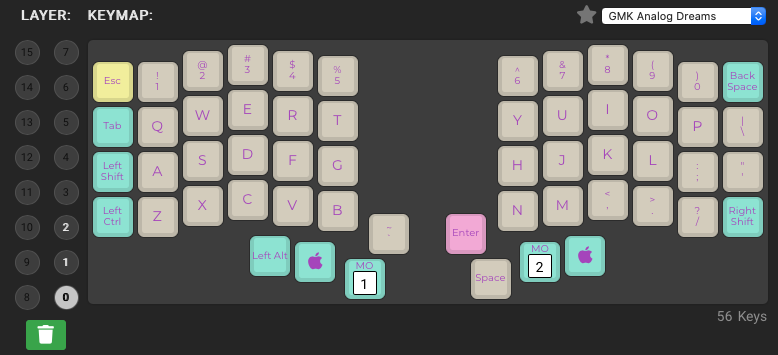 LAYER: KEYMAP: GMK Analog Dreams
15 7
14 6
13 5
12 4
11 3
10 2
9 1
8 0
Esc ! 1 @ 2 # 3 $ 4 % 5 ^ 6 & 7 * 8 ( 9 ) 0 Back Space
Tab Q W E R T Y U I O P | \
Left Shift A S D F G H J K L : ; " '
Left Ctrl Z X C V B N M < , > . ? / Right Shift
Left Alt MO 1 _ - Enter Space MO 2
56 Keys